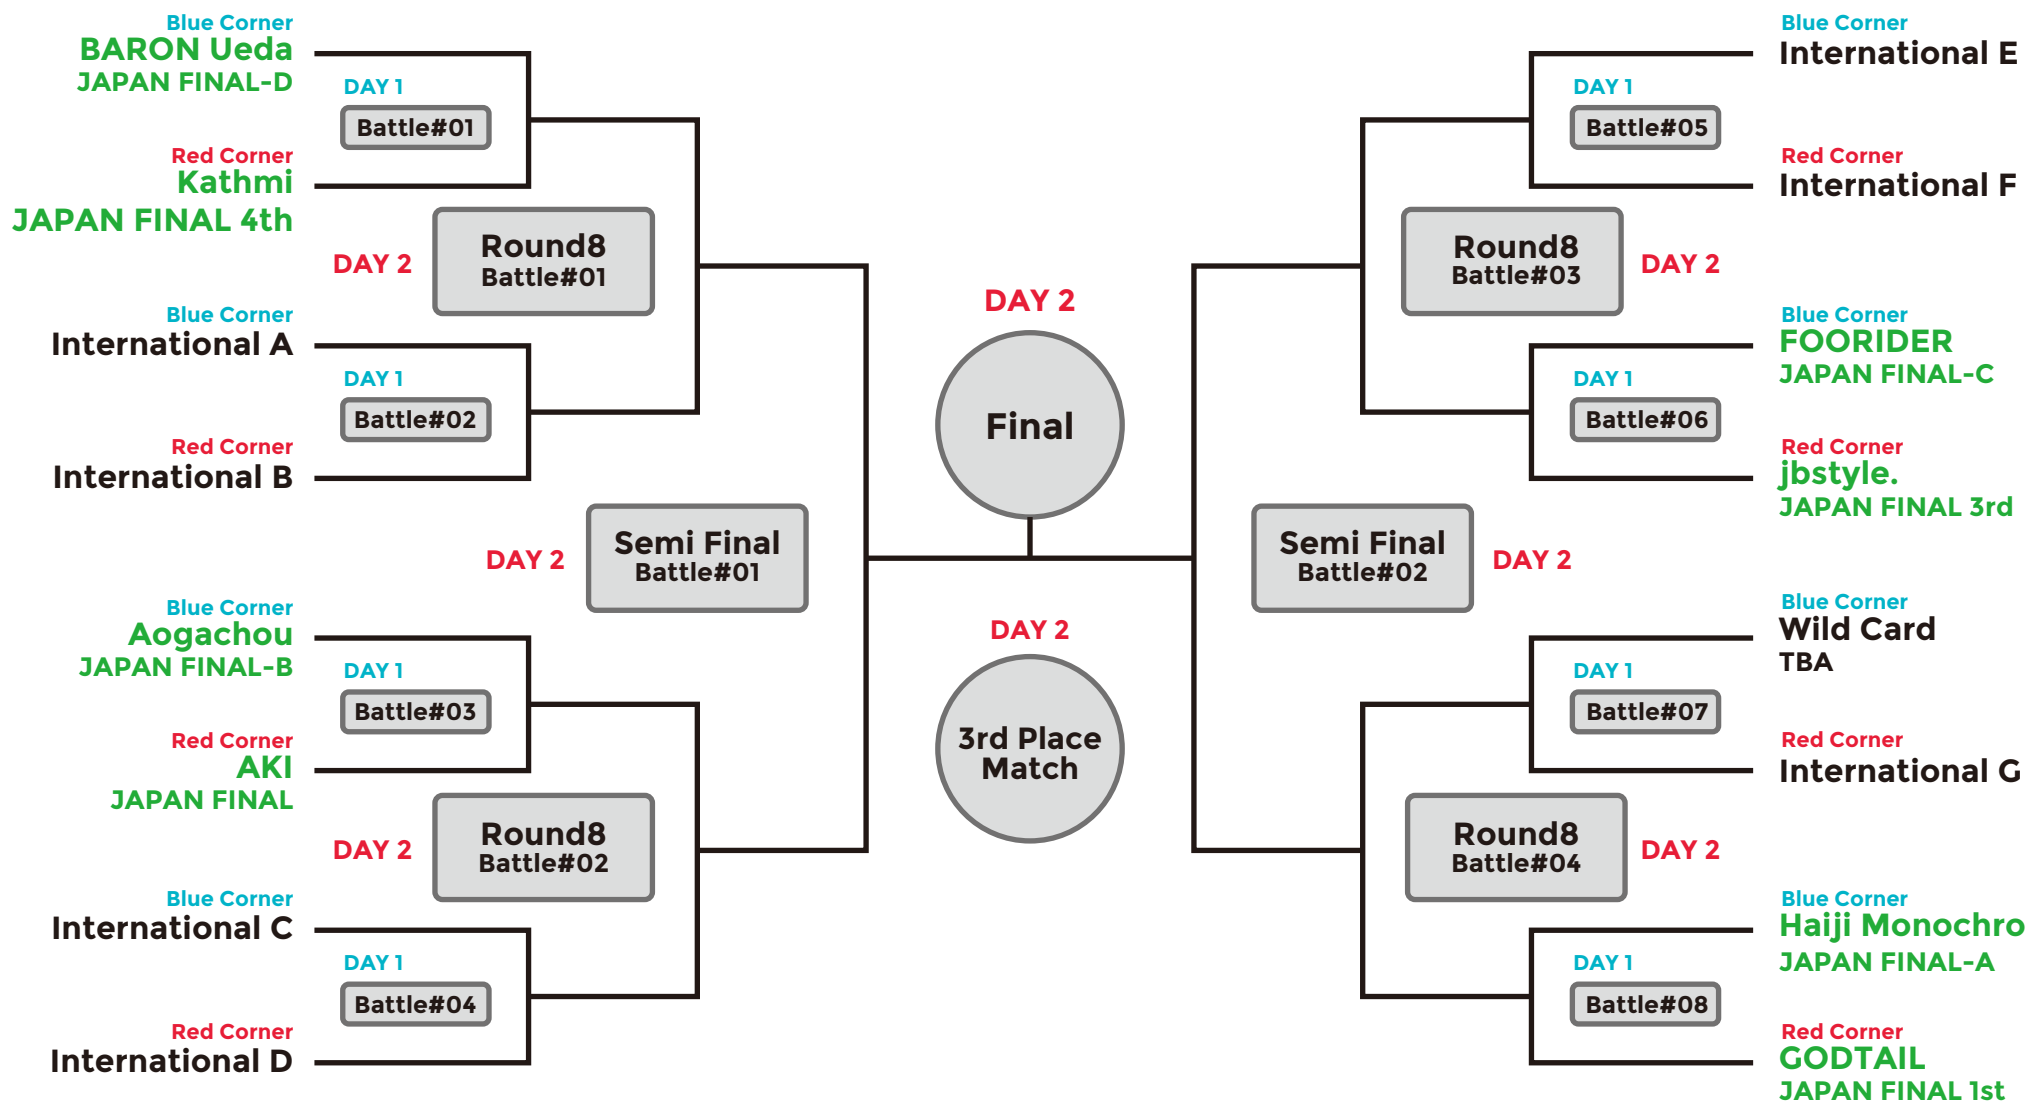 Blue Corner
BARON Ueda
JAPAN FINAL-D
DAY 1
Battle#01
Red Corner
Kathmi
JAPAN FINAL 4th
DAY 2
Round8
Battle#01
Blue Corner
International A
DAY 1
Battle#02
Red Corner
International B
DAY 2
Semi Final
Battle#01
Blue Corner
Aogachou
JAPAN FINAL-B
DAY 1
Battle#03
Red Corner
AKI
JAPAN FINAL
DAY 2
Round8
Battle#02
Blue Corner
International C
DAY 1
Battle#04
Red Corner
International D
DAY 2
Final
DAY 2
3rd Place
Match
Blue Corner
International E
DAY 1
Battle#05
Red Corner
International F
Round8
Battle#03
DAY 2
Blue Corner
FOORIDER
JAPAN FINAL-C
DAY 1
Battle#06
Red Corner
jbstyle.
JAPAN FINAL 3rd
Semi Final
Battle#02
DAY 2
Blue Corner
Wild Card
TBA
DAY 1
Battle#07
Red Corner
International G
Round8
Battle#04
DAY 2
Blue Corner
Haiji Monochro
JAPAN FINAL-A
DAY 1
Battle#08
Red Corner
GODTAIL
JAPAN FINAL 1st